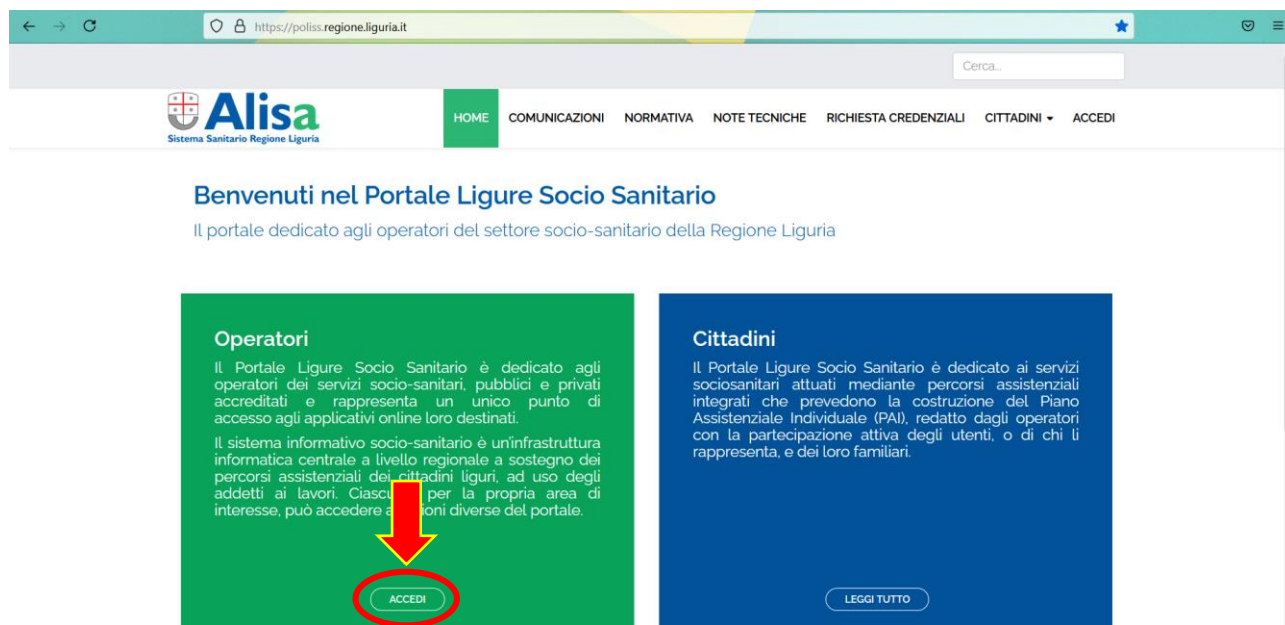 https://poliss.regione.liguria.it
Cerca...
Alisa
Sistema Sanitario Regione Liguria
HOME COMUNICAZIONI NORMATIVA NOTE TECNICHE RICHIESTA CREDENZIALI CITTADINI ACCEDI
Benvenuti nel Portale Ligure Socio Sanitario
Il portale dedicato agli operatori del settore socio-sanitario della Regione Liguria
Operatori
Il Portale Ligure Socio Sanitario è dedicato agli
operatori dei servizi socio-sanitari, pubblici e privati
accreditati e rappresenta un unico punto di
accesso agli applicativi online loro destinati.
Il sistema informativo socio-sanitario è un'infrastruttura
informatica centrale a livello regionale a sostegno dei
percorsi assistenziali dei cittadini liguri, ad uso degli
addetti ai lavori. per la propria area di
interesse, può accedere diverse del portale.
ACCEDI
Cittadini
Il Portale Ligure Socio Sanitario è dedicato ai servizi
sociosanitari attuati mediante percorsi assistenziali
integrati che prevedono la costruzione del Piano
Assistenziale Individuale (PAI), redatto dagli operatori
con la partecipazione attiva degli utenti, o di chi li
rappresenta, e dei loro familiari.
LEGGI TUTTO